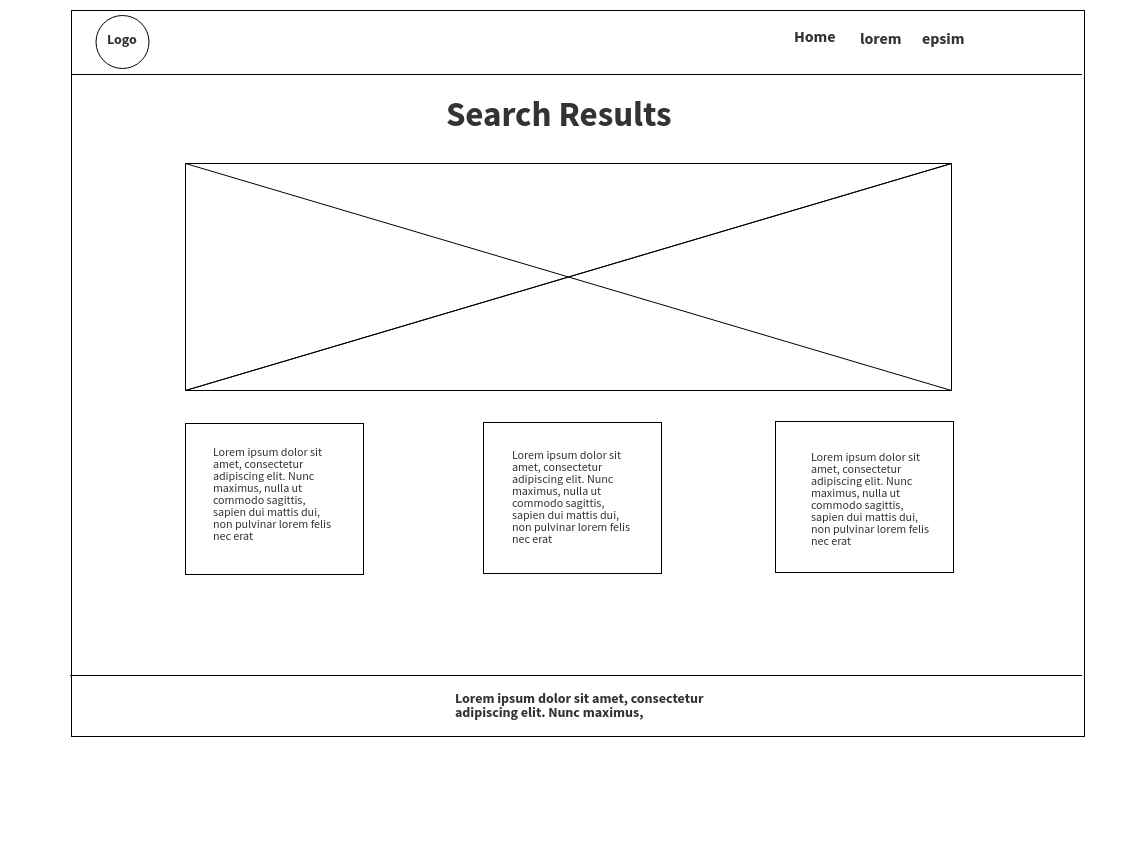 Logo
Home lorem epsim
Search Results
Lorem ipsum dolor sit
amet, consectetur
adipiscing elit. Nunc
maximus, nulla ut
commodo sagittis,
sapien dui mattis dui,
non pulvinar lorem felis
nec erat
Lorem ipsum dolor sit
amet, consectetur
adipiscing elit. Nunc
maximus, nulla ut
commodo sagittis,
sapien dui mattis dui,
non pulvinar lorem felis
nec erat
Lorem ipsum dolor sit
amet, consectetur
adipiscing elit. Nunc
maximus, nulla ut
commodo sagittis,
sapien dui mattis dui,
non pulvinar lorem felis
nec erat
Lorem ipsum dolor sit amet, consectetur
adipiscing elit. Nunc maximus,